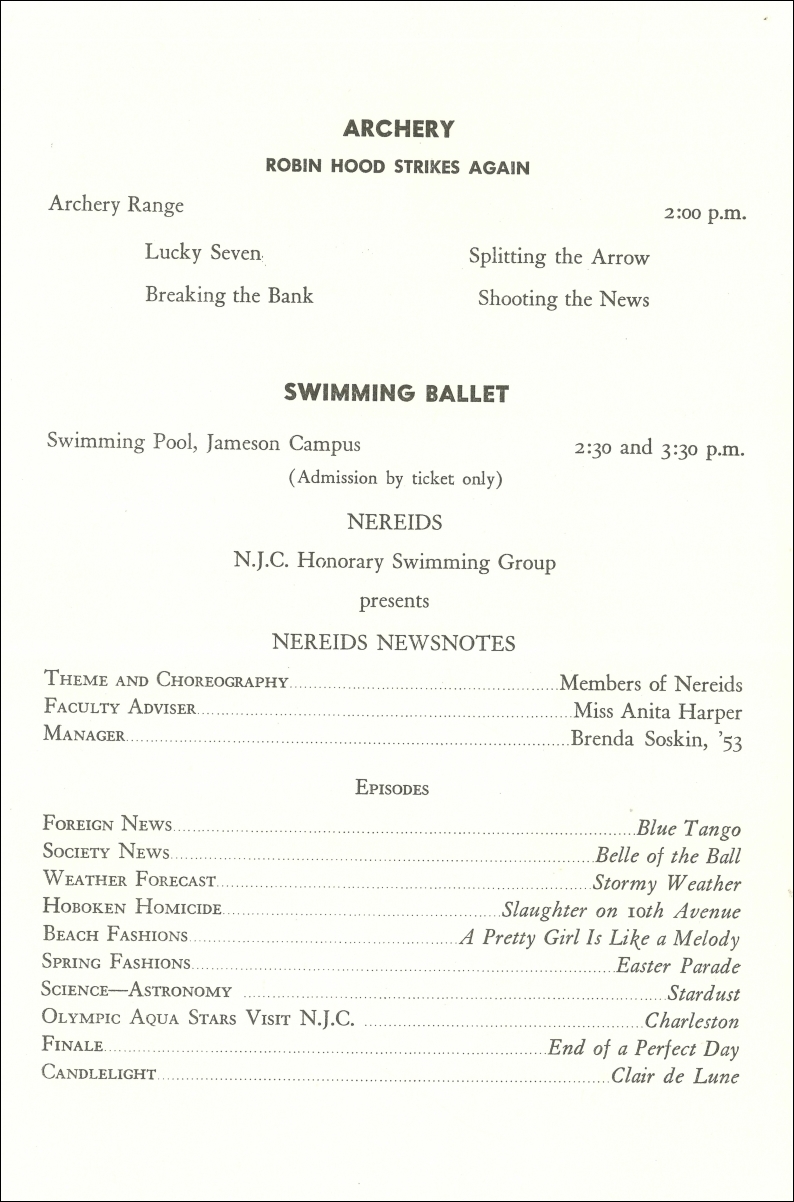 ARCHERY
ROBIN HOOD STRIKES AGAIN
Archery Range 2:00 p.m.
Lucky Seven Splitting the Arrow
Breaking the Bank Shooting the News
SWIMMING BALLET
Swimming Pool, Jameson Campus 2:30 and 3:30 p.m.
(Admission by ticket only)
NEREIDS
N.J.C. Honorary Swimming Group
presents
NEREIDS NEWSNOTES
THEME AND CHOREOGRAPHY....................Members of Nereids
FACULTY ADVISER....................Miss Anita Harper
MANAGER....................Brenda Soskin, '53
EPISODES
FOREIGN NEWS....................Blue Tango
SOCIETY NEWS....................Belle of the Ball
WEATHER FORECAST....................Stormy Weather
HOBOKEN HOMICIDE....................Slaughter on 10th Avenue
BEACH FASHIONS....................A Pretty Girl Is Like a Melody
SPRING FASHIONS....................Easter Parade
SCIENCE—ASTRONOMY ....................Stardust
OLYMPIC AQUA STARS VISIT N.J.C. ....................Charleston
FINALE....................End of a Perfect Day
CANDLELIGHT....................Clair de Lune